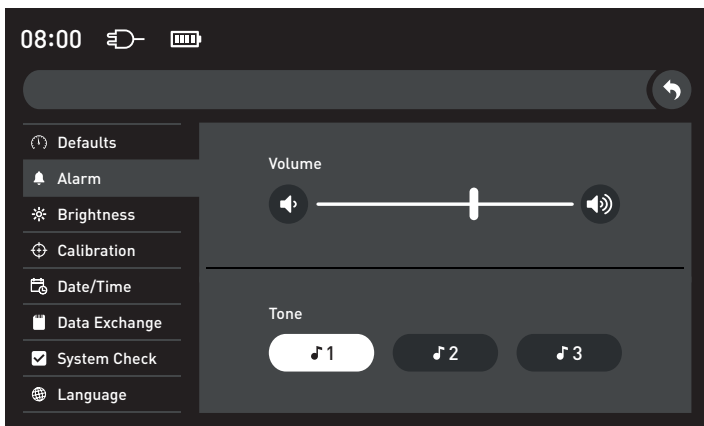 08:00
Defaults
Alarm
Brightness
Calibration
Date/Time
Data Exchange
System Check
Language
Volume
Tone
1
2
3